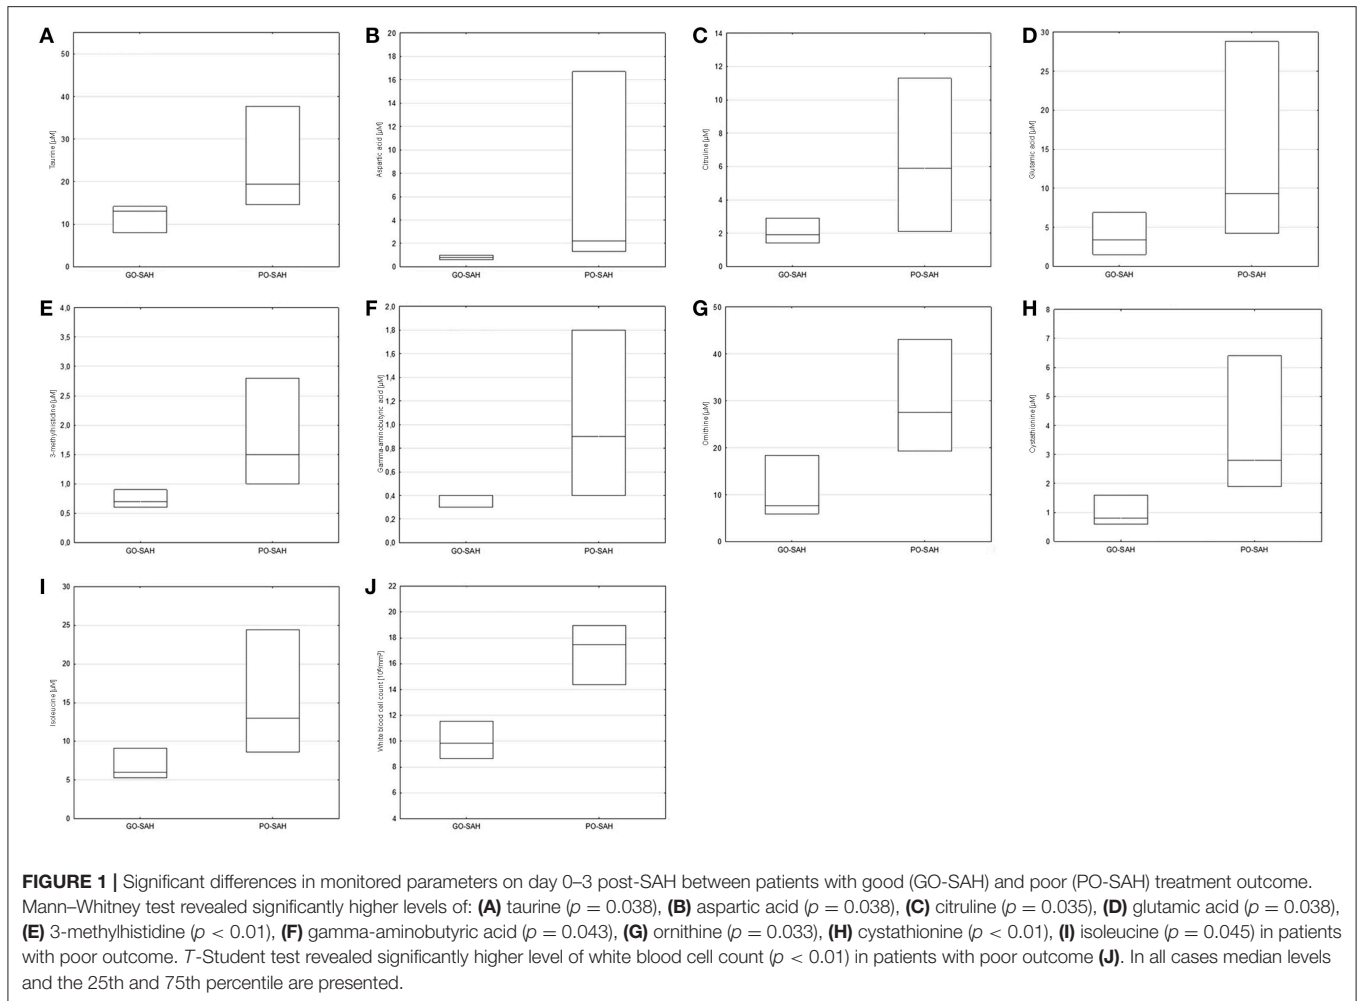 A
Taurine [µM]
50
40
30
20
10
0
GO-SAH PO-SAH
B
Aspartic acid [µM]
20
18
16
14
12
10
8
6
4
2
0
GO-SAH PO-SAH
C
Citruline [µM]
14
12
10
8
6
4
2
0
GO-SAH PO-SAH
D
Glutamic acid [µM]
30
25
20
15
10
5
0
GO-SAH PO-SAH
E
3-methylhistidine [µM]
4,0
3,5
3,0
2,5
2,0
1,5
1,0
0,5
0,0
GO-SAH PO-SAH
F
Gamma-aminobutyric acid [µM]
2,0
1,8
1,6
1,4
1,2
1,0
0,8
0,6
0,4
0,2
0,0
GO-SAH PO-SAH
G
Ornithine [µM]
50
40
30
20
10
0
GO-SAH PO-SAH
H
Cystathionine [µM]
8
7
6
5
4
3
2
1
0
GO-SAH PO-SAH
I
Isoleucine [µM]
30
25
20
15
10
5
0
GO-SAH PO-SAH
J
White blood cell count
22
20
18
16
14
12
10
8
6
4
GO-SAH PO-SAH
FIGURE 1 | Significant differences in monitored parameters on day 0–3 post-SAH between patients with good (GO-SAH) and poor (PO-SAH) treatment outcome.
Mann–Whitney test revealed significantly higher levels of: (A) taurine (p = 0.038), (B) aspartic acid (p = 0.038), (C) citruline (p = 0.035), (D) glutamic acid (p = 0.038),
(E) 3-methylhistidine (p < 0.01), (F) gamma-aminobutyric acid (p = 0.043), (G) ornithine (p = 0.033), (H) cystathionine (p < 0.01), (I) isoleucine (p = 0.045) in patients
with poor outcome. T-Student test revealed significantly higher level of white blood cell count (p < 0.01) in patients with poor outcome (J). In all cases median levels
and the 25th and 75th percentile are presented.